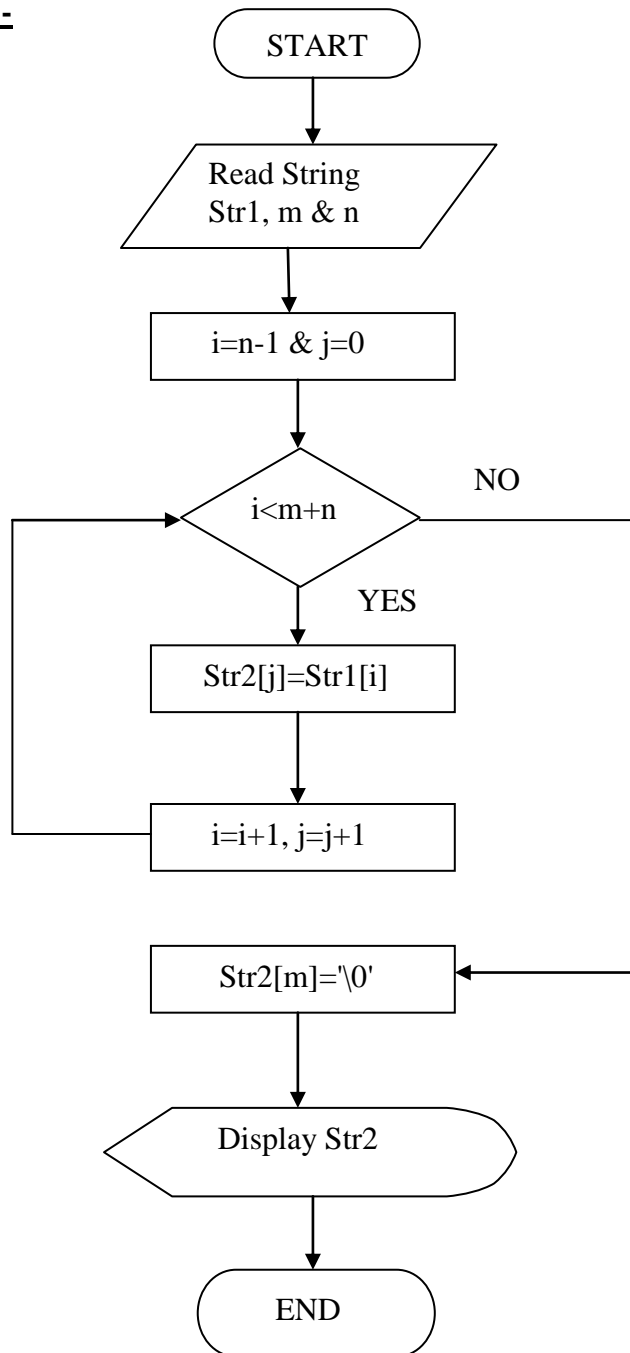 :-
START
Read String
Str1, m & n
i=n-1 & j=0
i<m+n
NO
YES
Str2[j]=Str1[i]
i=i+1, j=j+1
Str2[m]='\0'
Display Str2
END